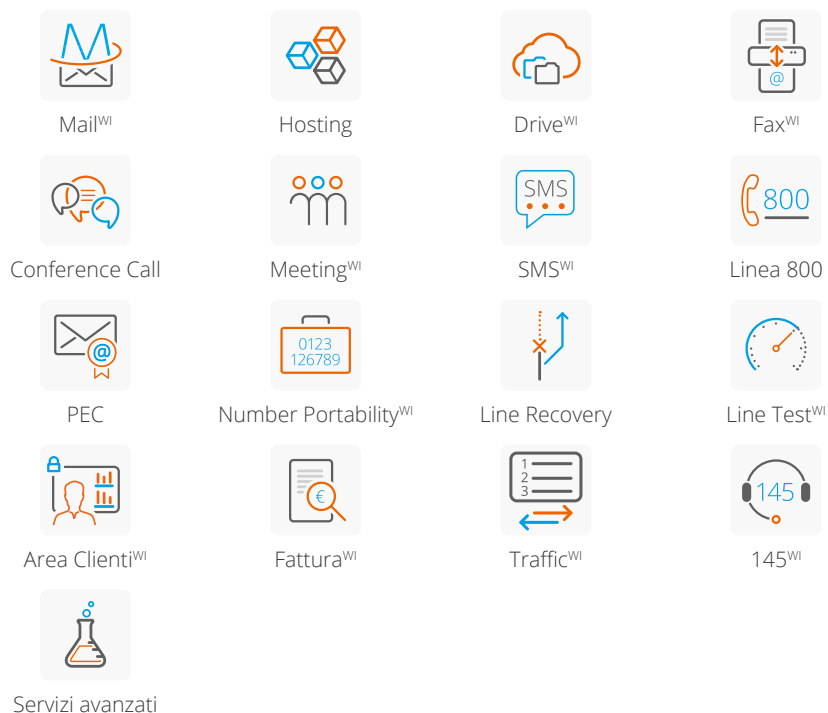 @
Mail^WI
Hosting
Drive^WI
Fax^WI
SMS
800
Conference Call
Meeting^WI
SMS^WI
Linea 800
@
0123
126789
PEC
Number Portability^WI
Line Recovery
Line Test^WI
€
1
2
3
145
Area Clienti^WI
Fattura^WI
Traffic^WI
145^WI
Servizi avanzati